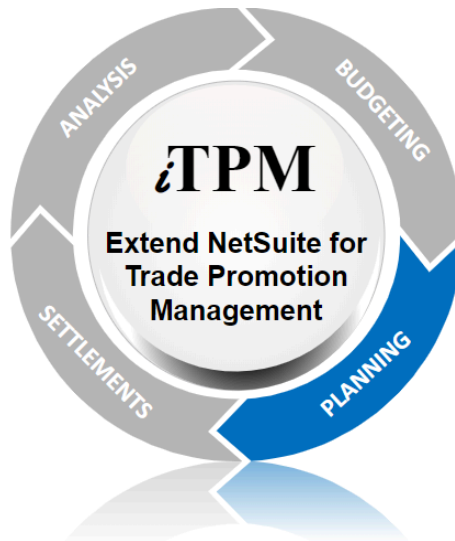 ANALYSIS
BUDGETING
iTPM
Extend NetSuite for
Trade Promotion
Management
SETTLEMENTS
PLANNING